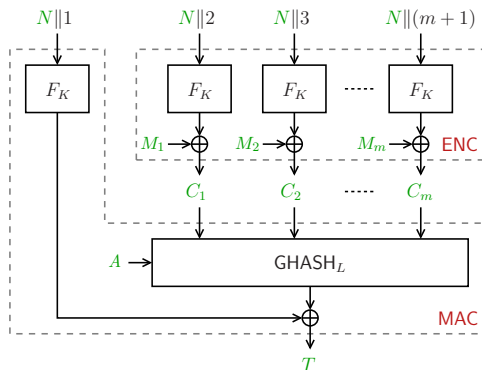 N∥1 N∥2 N∥3 N∥(m + 1)
F_K F_K F_K ...... F_K
M_1 M_2 M_m ENC
C_1 C_2 ...... C_m
A GHASH_L
MAC
T